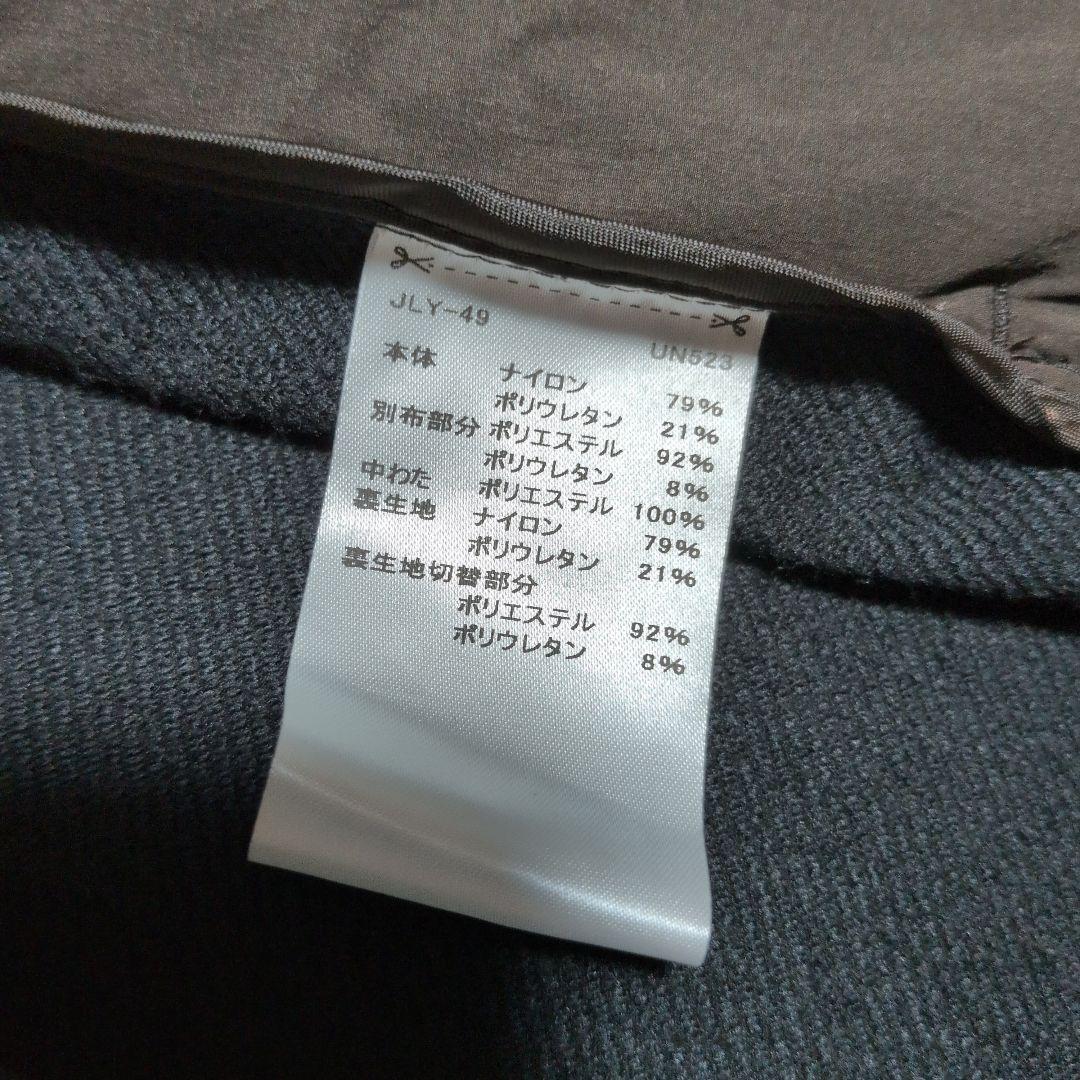 JLY-49
UN523
本体 ナイロン 79%
ポリウレタン 21%
別布部分 ポリエステル 92%
ポリウレタン 8%
中わた ポリエステル 100%
裏生地 ナイロン 79%
ポリウレタン 21%
裏生地切替部分
ポリエステル 92%
ポリウレタン 8%